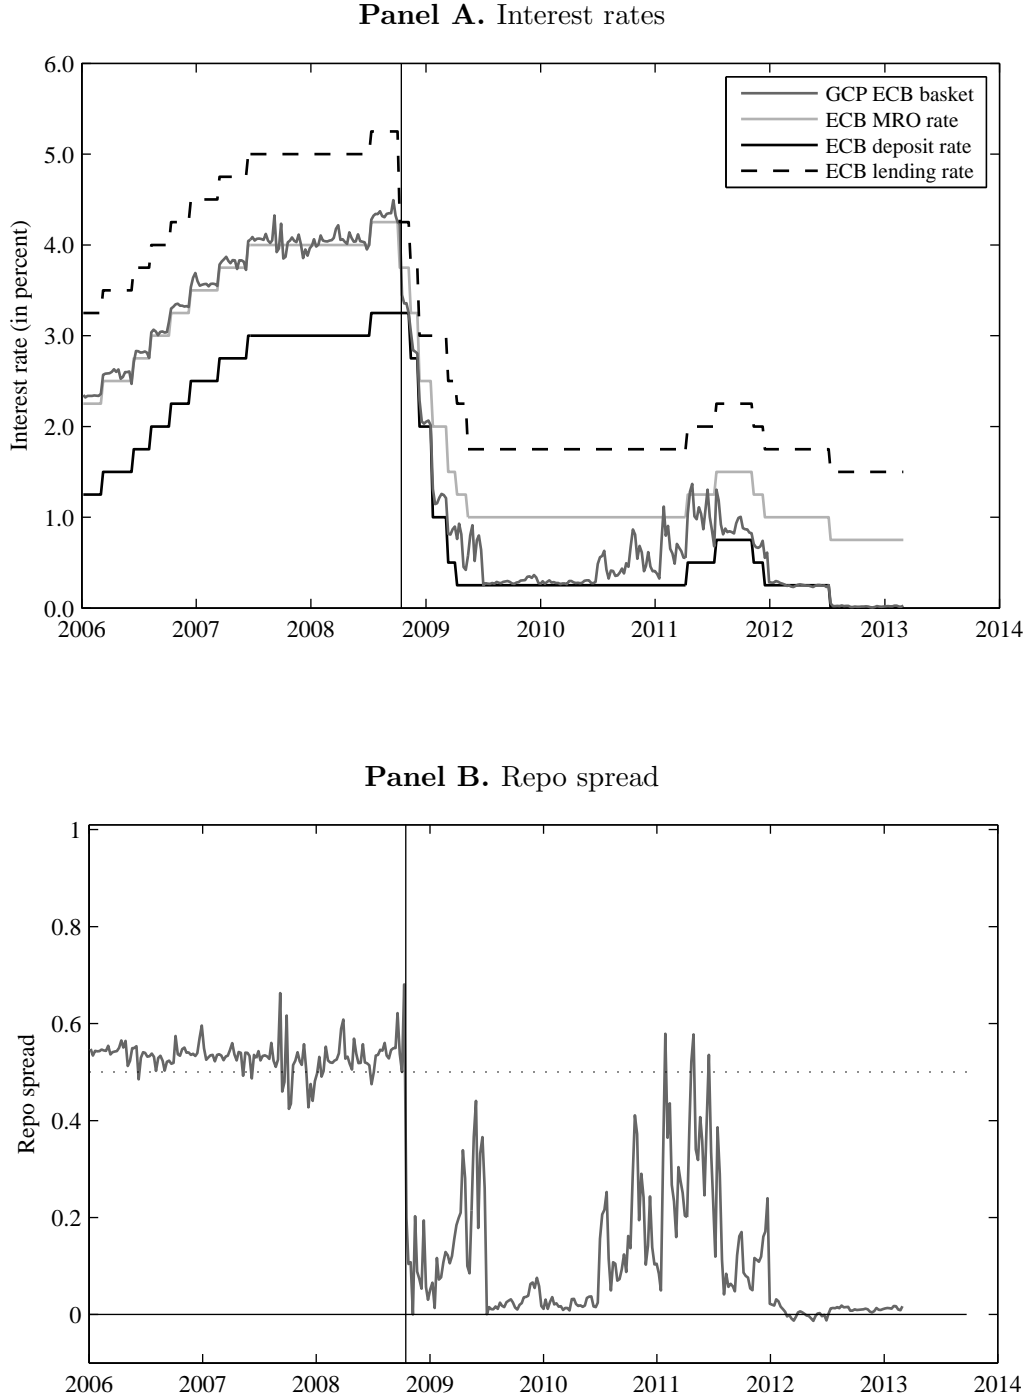 Panel A. Interest rates
6.0
5.0
4.0
3.0
2.0
1.0
0.0
Interest rate (in percent)
GCP ECB basket
ECB MRO rate
ECB deposit rate
ECB lending rate
2006 2007 2008 2009 2010 2011 2012 2013 2014
Panel B. Repo spread
1
0.8
0.6
0.4
0.2
0
Repo spread
2006 2007 2008 2009 2010 2011 2012 2013 2014